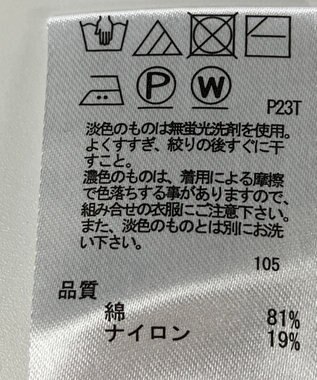 P W
P23T
淡色のものは無蛍光洗剤を使用。
よくすすぎ、絞りの後すぐに干
すこと。
濃色のものは、着用による摩擦
で色落ちする事がありますので、
組み合せの衣服にご注意下さい。
また、淡色のものとは別にお洗
い下さい。
105
品質
綿 81%
ナイロン 19%